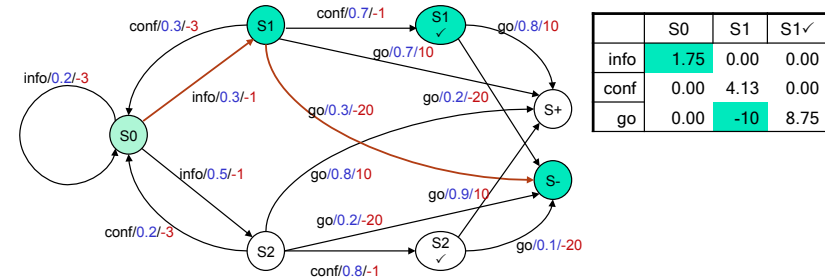 conf/0.3/-3
S1
conf/0.7/-1
S1
✓
go/0.8/10
go/0.7/10
info/0.2/-3
info/0.3/-1
go/0.3/-20
go/0.2/-20
S+
S0
info/0.5/-1
go/0.8/10
S-
go/0.9/10
go/0.2/-20
conf/0.2/-3
S2
S2
✓
go/0.1/-20
conf/0.8/-1
S0 S1 S1✓
info 1.75 0.00 0.00
conf 0.00 4.13 0.00
go 0.00 -10 8.75